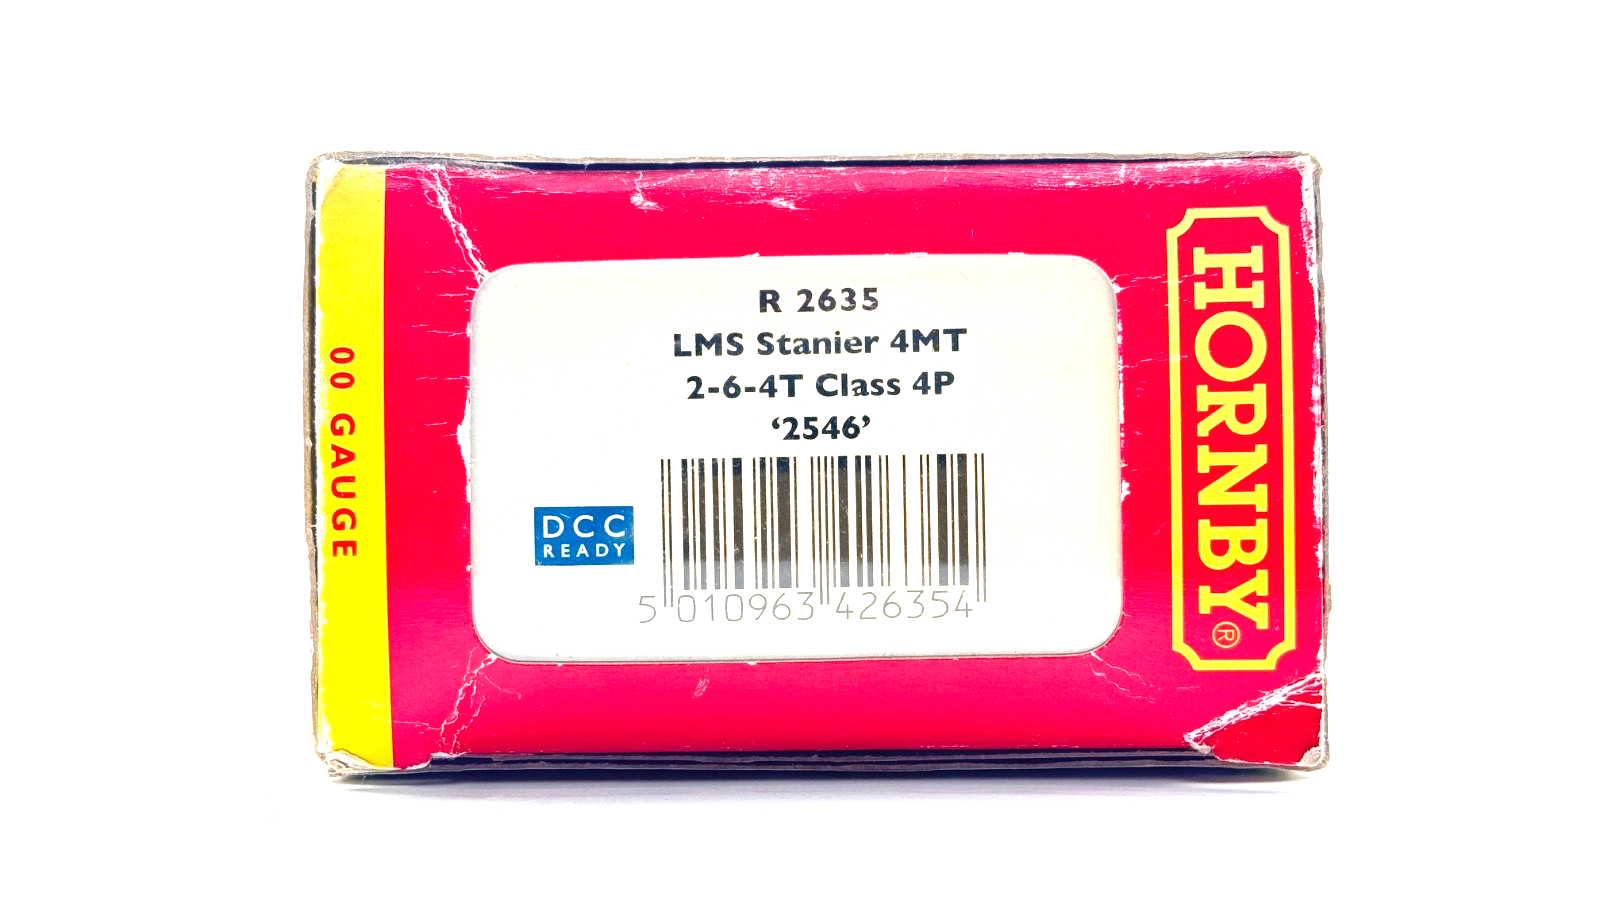 00 GAUGE
R 2635
LMS Stanier 4MT
2-6-4T Class 4P
‘2546’
DCC
READY
5 010963 426354
HORNBY®